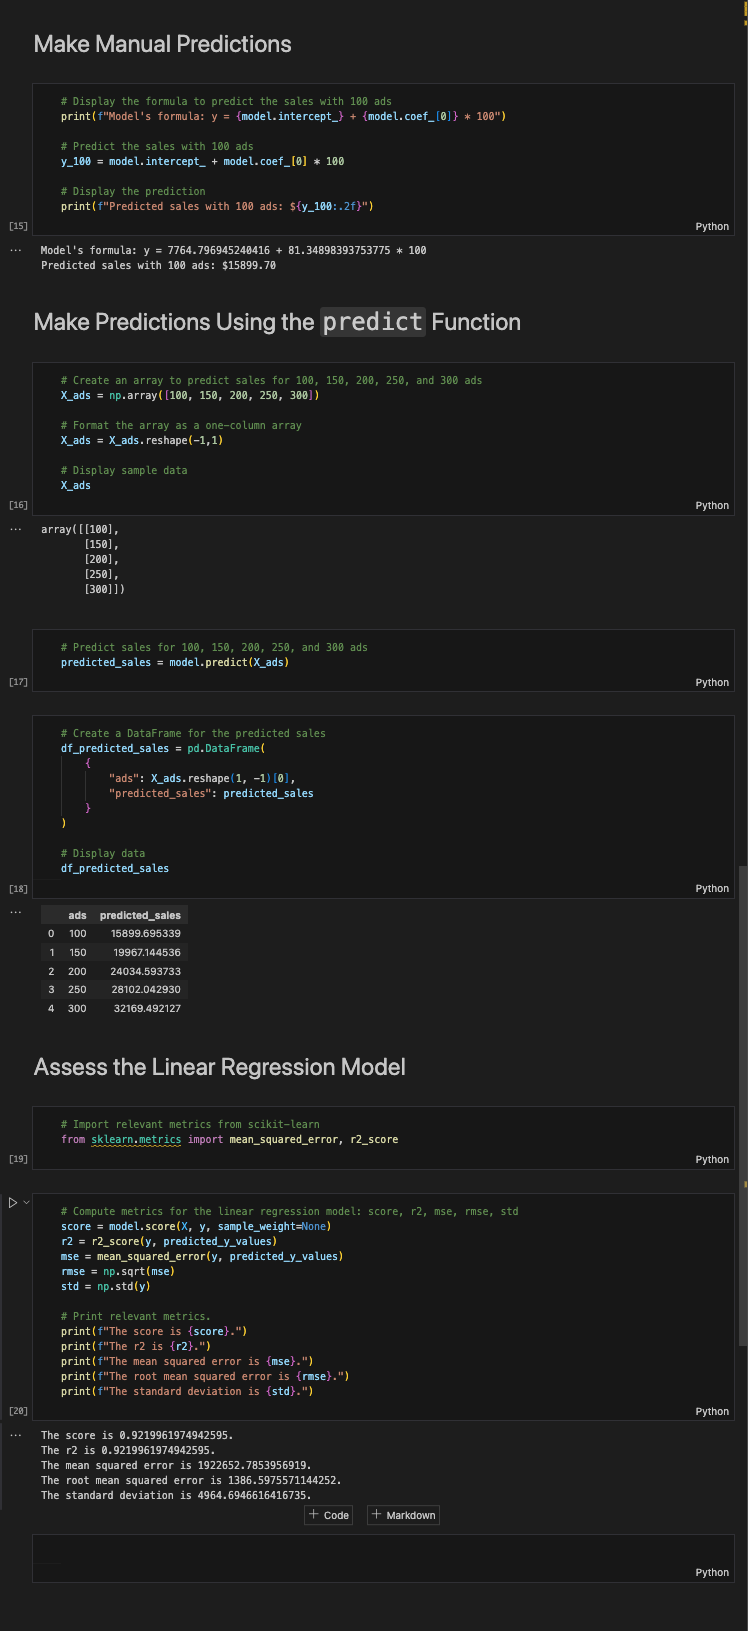 Make Manual Predictions
# Display the formula to predict the sales with 100 ads
print(f"Model's formula: y = {model.intercept_} + {model.coef_[0]} * 100")
# Predict the sales with 100 ads
y_100 = model.intercept_ + model.coef_[0] * 100
# Display the prediction
print(f"Predicted sales with 100 ads: ${y_100:.2f}")
[15]
Python
...
Model's formula: y = 7764.796945240416 + 81.34898393753775 * 100
Predicted sales with 100 ads: $15899.70
Make Predictions Using the predict Function
# Create an array to predict sales for 100, 150, 200, 250, and 300 ads
X_ads = np.array([100, 150, 200, 250, 300])
# Format the array as a one-column array
X_ads = X_ads.reshape(-1,1)
# Display sample data
X_ads
[16]
Python
...
array([[100],
[150],
[200],
[250],
[300]])
# Predict sales for 100, 150, 200, 250, and 300 ads
predicted_sales = model.predict(X_ads)
[17]
Python
# Create a DataFrame for the predicted sales
df_predicted_sales = pd.DataFrame(
{
"ads": X_ads.reshape(1, -1)[0],
"predicted_sales": predicted_sales
}
)
# Display data
df_predicted_sales
[18]
Python
...
ads predicted_sales
0 100 15899.695339
1 150 19967.144536
2 200 24034.593733
3 250 28102.042930
4 300 32169.492127
Assess the Linear Regression Model
# Import relevant metrics from scikit-learn
from sklearn.metrics import mean_squared_error, r2_score
[19]
Python
# Compute metrics for the linear regression model: score, r2, mse, rmse, std
score = model.score(X, y, sample_weight=None)
r2 = r2_score(y, predicted_y_values)
mse = mean_squared_error(y, predicted_y_values)
rmse = np.sqrt(mse)
std = np.std(y)
# Print relevant metrics.
print(f"The score is {score}.")
print(f"The r2 is {r2}.")
print(f"The mean squared error is {mse}.")
print(f"The root mean squared error is {rmse}.")
print(f"The standard deviation is {std}.")
[20]
Python
...
The score is 0.9219961974942595.
The r2 is 0.9219961974942595.
The mean squared error is 1922652.7853956919.
The root mean squared error is 1386.5975571144252.
The standard deviation is 4964.6946616416735.
+ Code + Markdown
Python